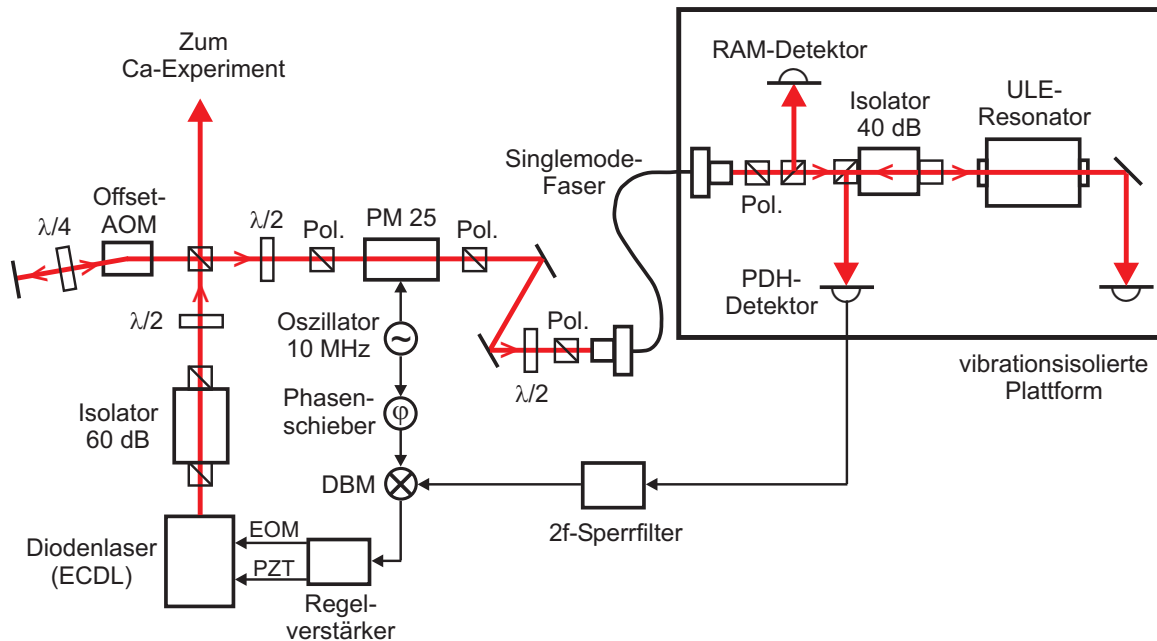 Zum
Ca-Experiment
RAM-Detektor
Isolator
40 dB
ULE-
Resonator
Singlemode-
Faser
Pol.
Offset-
AOM
λ/4
λ/2
Pol.
PM 25
Pol.
PDH-
Detektor
λ/2
Oszillator
10 MHz
~
Pol.
λ/2
vibrationsisolierte
Plattform
Isolator
60 dB
Phasen-
schieber
φ
DBM
2f-Sperrfilter
Diodenlaser
(ECDL)
EOM
PZT
Regel-
verstärker